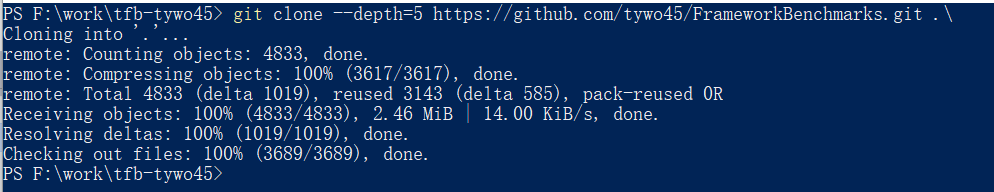 PS F:\work\tfb-tywo45> git clone --depth=5 https://github.com/tywo45/FrameworkBenchmarks.git .\
Cloning into '.'...
remote: Counting objects: 4833, done.
remote: Compressing objects: 100% (3617/3617), done.
remote: Total 4833 (delta 1019), reused 3143 (delta 585), pack-reused 0R
Receiving objects: 100% (4833/4833), 2.46 MiB | 14.00 KiB/s, done.
Resolving deltas: 100% (1019/1019), done.
Checking out files: 100% (3689/3689), done.
PS F:\work\tfb-tywo45>